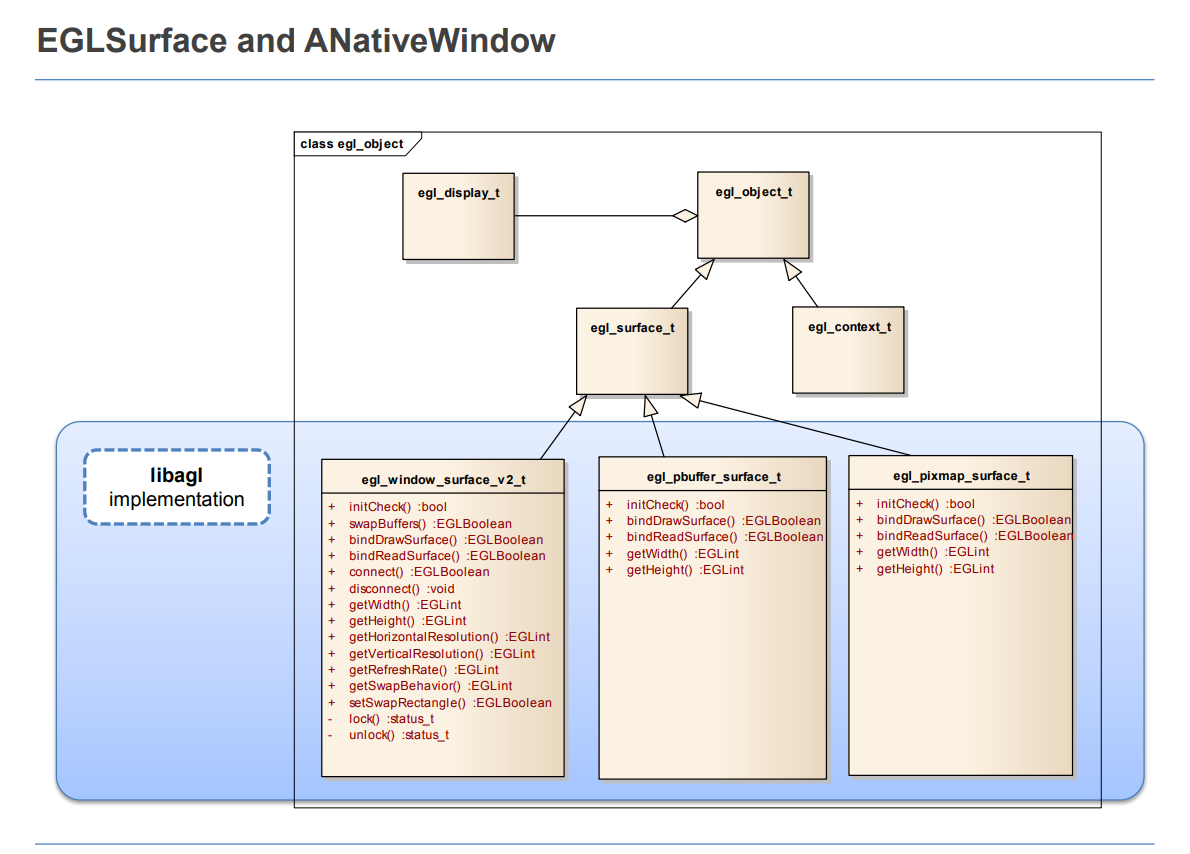 EGLSurface and ANativeWindow
class egl_object
egl_display_t
egl_object_t
egl_surface_t
egl_context_t
libagl
implementation
egl_window_surface_v2_t
+ initCheck() :bool
+ swapBuffers() :EGLBoolean
+ bindDrawSurface() :EGLBoolean
+ bindReadSurface() :EGLBoolean
+ connect() :EGLBoolean
+ disconnect() :void
+ getWidth() :EGLint
+ getHeight() :EGLint
+ getHorizontalResolution() :EGLint
+ getVerticalResolution() :EGLint
+ getRefreshRate() :EGLint
+ getSwapBehavior() :EGLint
+ setSwapRectangle() :EGLBoolean
- lock() :status_t
- unlock() :status_t
egl_pbuffer_surface_t
+ initCheck() :bool
+ bindDrawSurface() :EGLBoolean
+ bindReadSurface() :EGLBoolean
+ getWidth() :EGLint
+ getHeight() :EGLint
egl_pixmap_surface_t
+ initCheck() :bool
+ bindDrawSurface() :EGLBoolean
+ bindReadSurface() :EGLBoolean
+ getWidth() :EGLint
+ getHeight() :EGLint